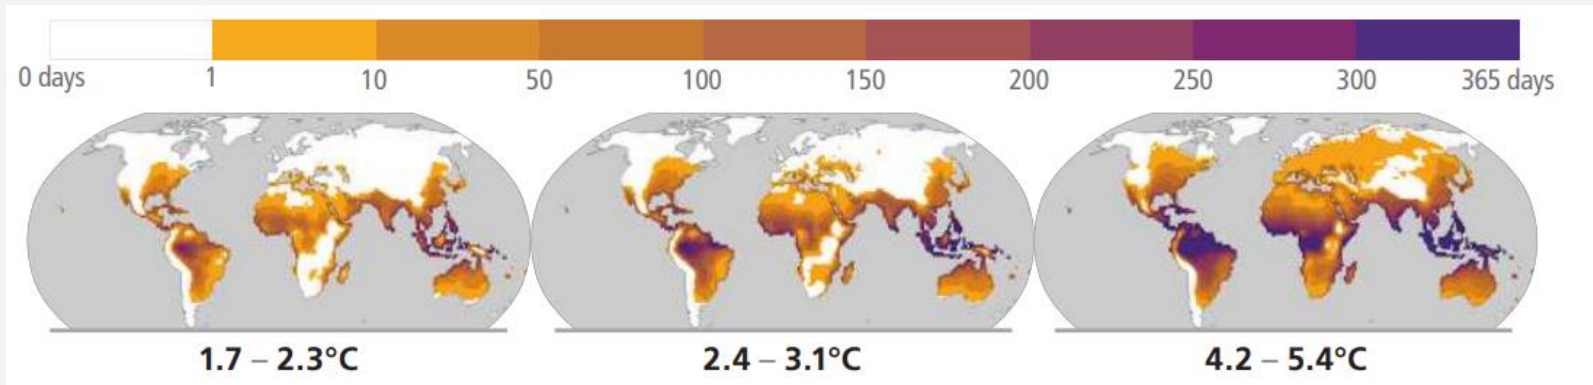 0 days 1 10 50 100 150 200 250 300 365 days
1.7 – 2.3°C 2.4 – 3.1°C 4.2 – 5.4°C